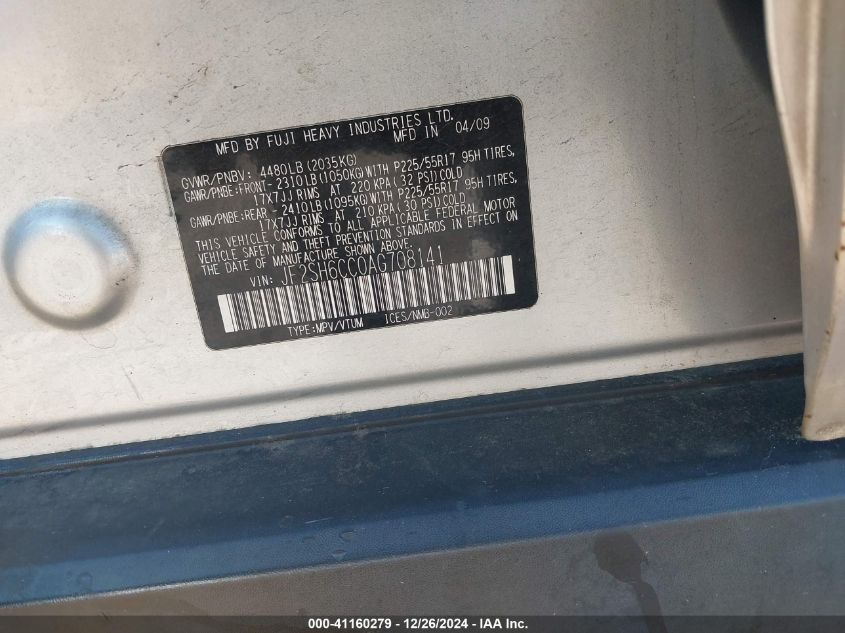 MFD BY FUJI HEAVY INDUSTRIES LTD.
MFD IN 04/09
GVWR/PNBV: 4480LB (2035KG)
GAWR/PNBE:FRONT- 2310LB (1050KG)WITH P225/55R17 95H TIRES,
17X7JJ RIMS AT 220 KPA (32 PSI)COLD
GAWR/PNBE:REAR - 2410LB (1095KG)WITH P225/55R17 95H TIRES,
17X7JJ RIMS AT 210 KPA (30 PSI)COLD
THIS VEHICLE CONFORMS TO ALL APPLICABLE FEDERAL MOTOR
VEHICLE SAFETY AND THEFT PREVENTION STANDARDS IN EFFECT ON
THE DATE OF MANUFACTURE SHOWN ABOVE.
VIN: JF2SH6CC0AG708141
TYPE:MPV/VTUM ICES/NMB-002
000-41160279 - 12/26/2024 - IAA Inc.